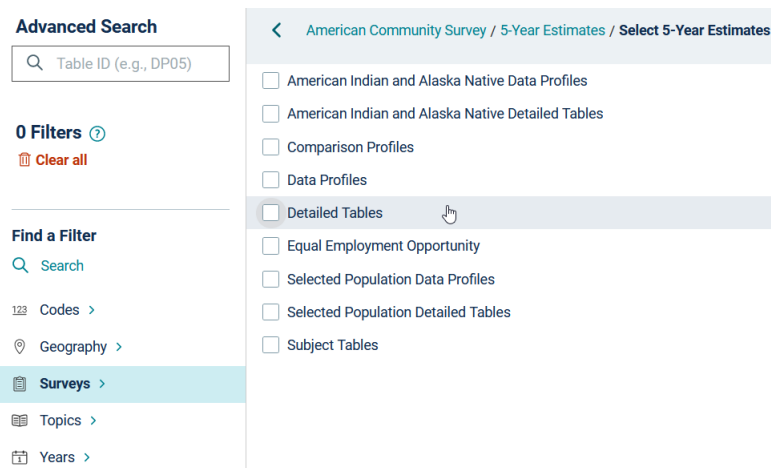 Advanced Search
Table ID (e.g., DP05)
0 Filters ?
Clear all
Find a Filter
Search
123 Codes >
Geography >
Surveys >
Topics >
1 Years >
American Community Survey / 5-Year Estimates / Select 5-Year Estimates
American Indian and Alaska Native Data Profiles
American Indian and Alaska Native Detailed Tables
Comparison Profiles
Data Profiles
Detailed Tables
Equal Employment Opportunity
Selected Population Data Profiles
Selected Population Detailed Tables
Subject Tables